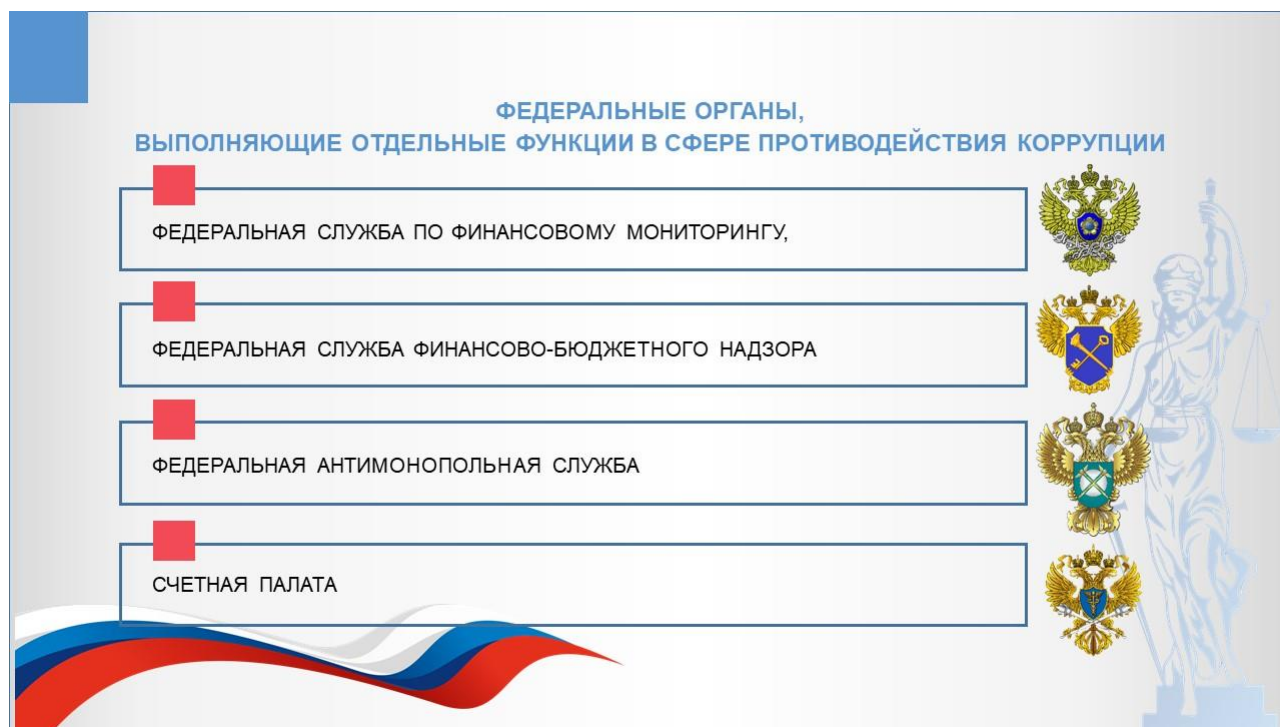 ФЕДЕРАЛЬНЫЕ ОРГАНЫ,
ВЫПОЛНЯЮЩИЕ ОТДЕЛЬНЫЕ ФУНКЦИИ В СФЕРЕ ПРОТИВОДЕЙСТВИЯ КОРРУПЦИИ
ФЕДЕРАЛЬНАЯ СЛУЖБА ПО ФИНАНСОВОМУ МОНИТОРИНГУ,
ФЕДЕРАЛЬНАЯ СЛУЖБА ФИНАНСОВО-БЮДЖЕТНОГО НАДЗОРА
ФЕДЕРАЛЬНАЯ АНТИМОНОПОЛЬНАЯ СЛУЖБА
СЧЕТНАЯ ПАЛАТА